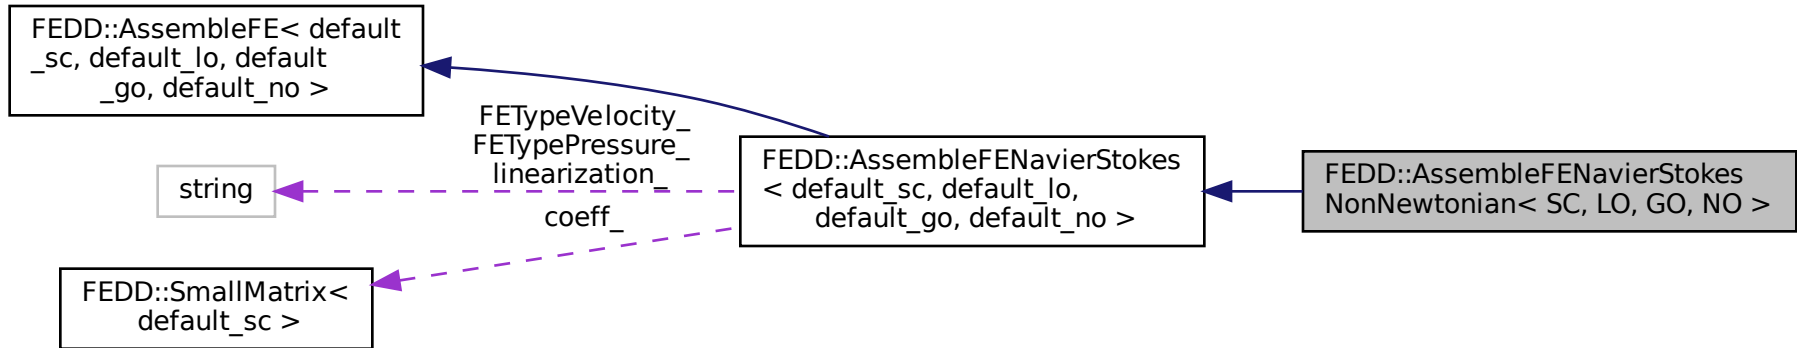 FEDD::AssembleFE< default
_sc, default_lo, default
_go, default_no >
FETypeVelocity_
FETypePressure_
linearization_
string
coeff_
FEDD::SmallMatrix<
default_sc >
FEDD::AssembleFENavierStokes
< default_sc, default_lo,
default_go, default_no >
FEDD::AssembleFENavierStokes
NonNewtonian< SC, LO, GO, NO >